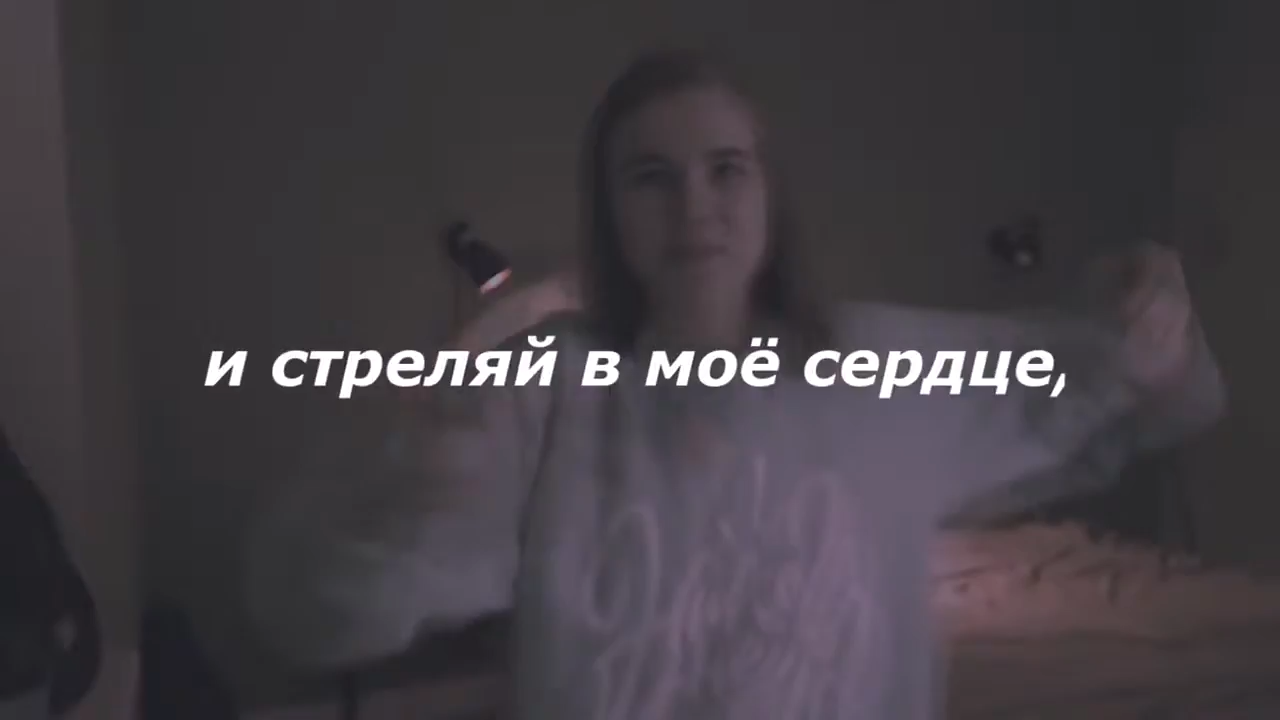 и стреляй в моё сердце,